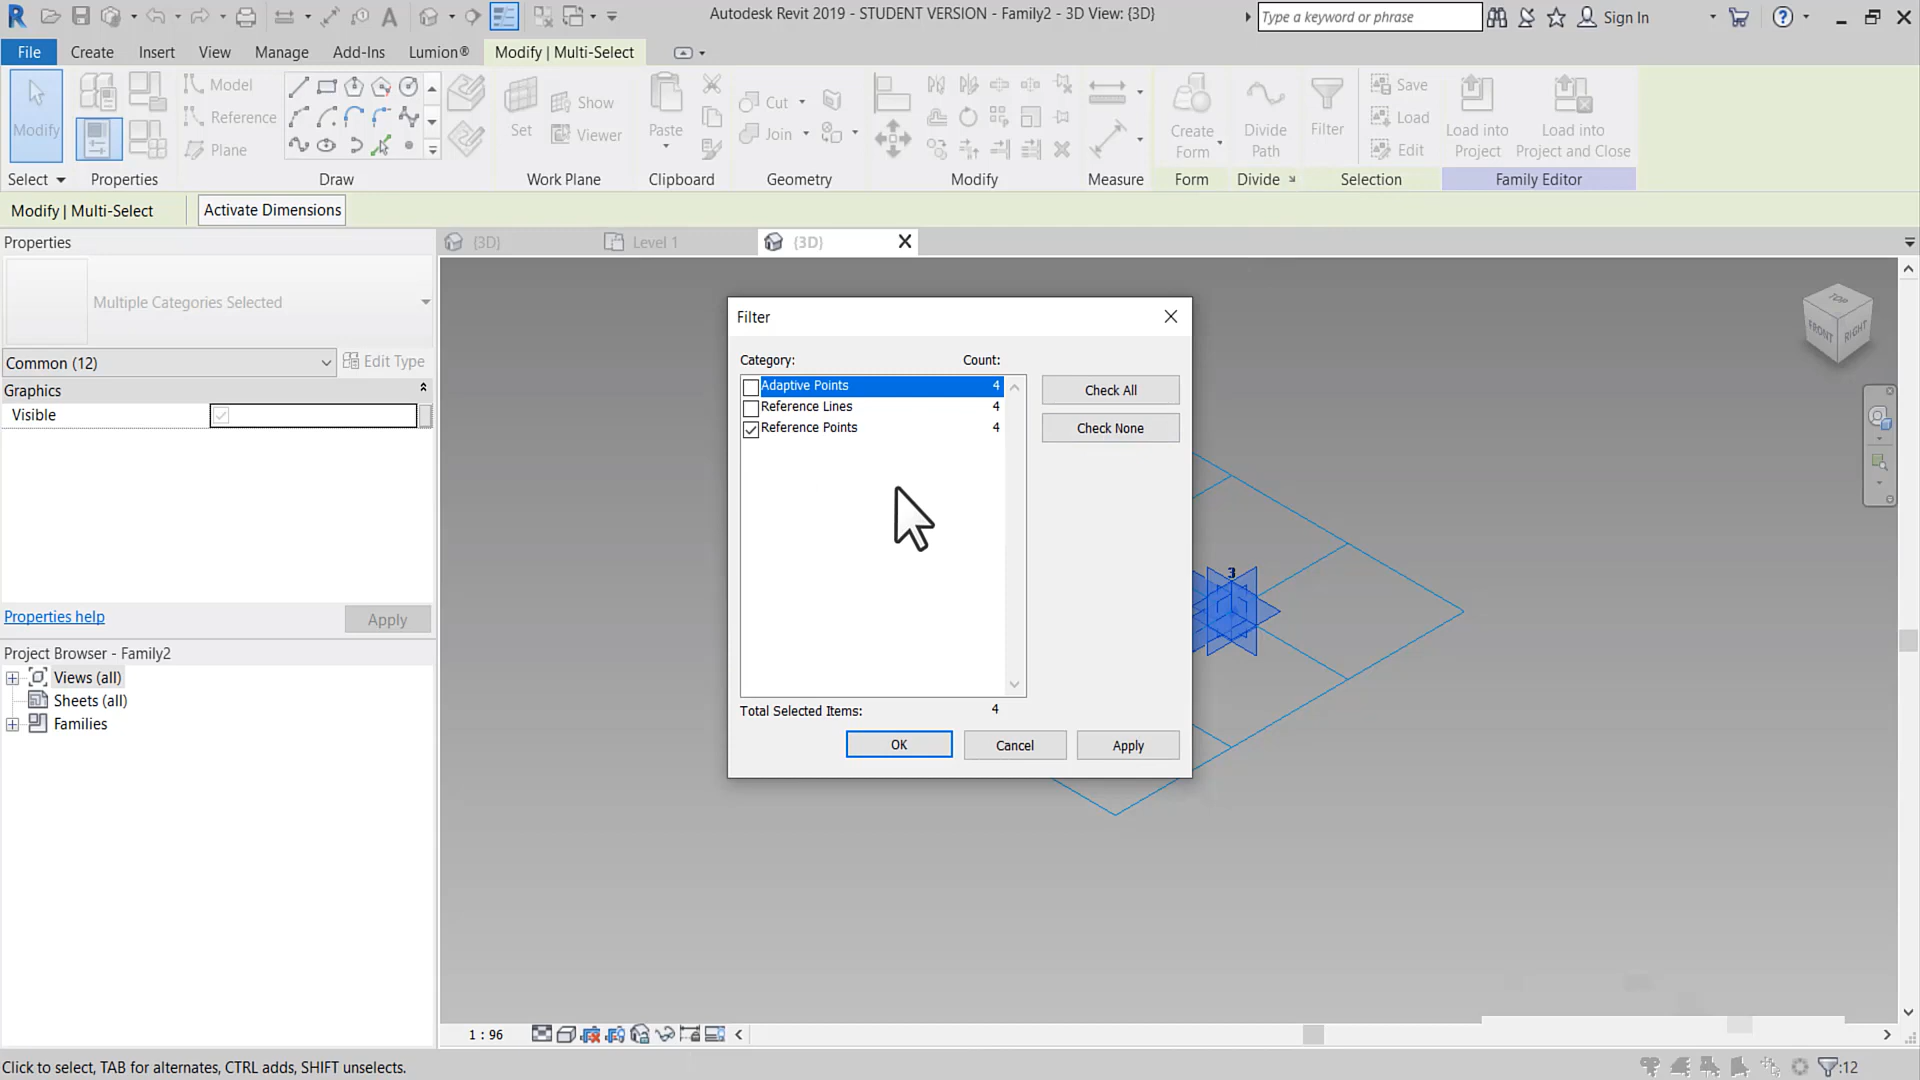 Autodesk Revit 2019 - STUDENT VERSION - Family2 - 3D View: {3D}
Type a keyword or phrase
Sign In
File Create Insert View Manage Add-Ins Lumion® Modify | Multi-Select
Modify
Model
Reference
Plane
Set
Show
Viewer
Paste
Cut
Join
Create Form
Divide Path
Filter
Save
Load
Edit
Load into Project
Load into Project and Close
Select Properties Draw Work Plane Clipboard Geometry Modify Measure Form Divide Selection Family Editor
Modify | Multi-Select Activate Dimensions
Properties
{3D} Level 1 {3D}
Multiple Categories Selected
Common (12) Edit Type
Graphics
Visible
Properties help Apply
Project Browser - Family2
Views (all)
Sheets (all)
Families
Filter
Category: Count:
Adaptive Points 4
Reference Lines 4
Reference Points 4
Check All
Check None
Total Selected Items: 4
OK Cancel Apply
3
TOP
FRONT RIGHT
1 : 96
Click to select, TAB for alternates, CTRL adds, SHIFT unselects.
:12